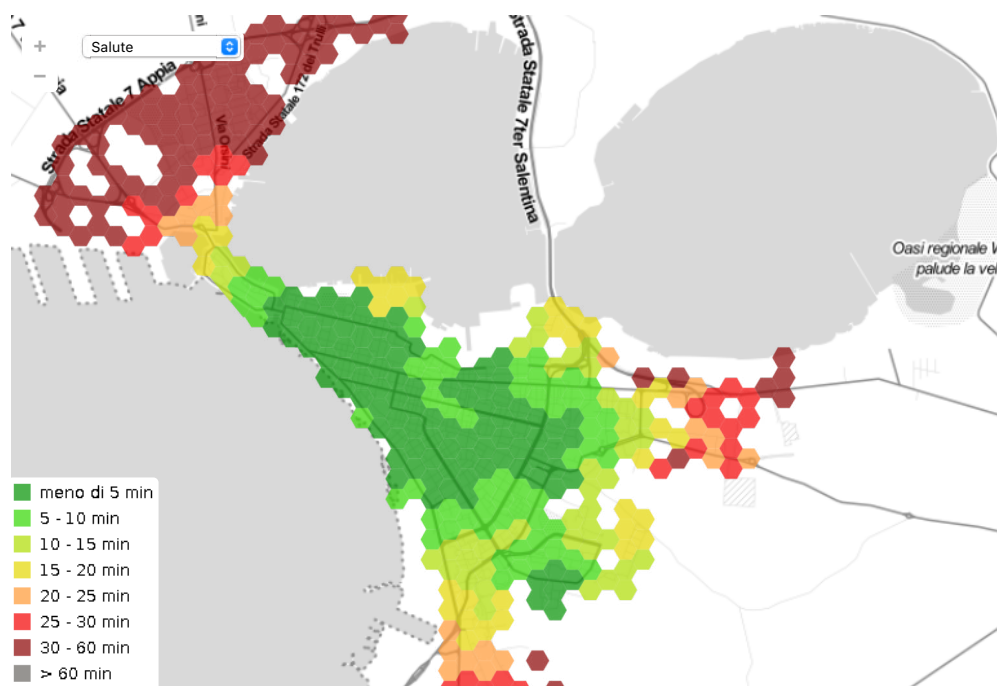 +
Salute
−
Strada Statale 7 Appia
Via Orsini
Strada Statale 172 dei Trulli
Strada Statale 7ter Salentina
Oasi regionale
palude la
meno di 5 min
5 - 10 min
10 - 15 min
15 - 20 min
20 - 25 min
25 - 30 min
30 - 60 min
> 60 min